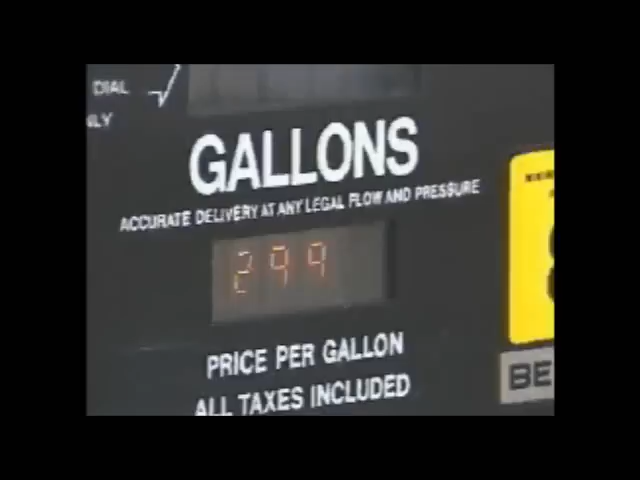 DIAL
NLY
GALLONS
ACCURATE DELIVERY AT ANY LEGAL FLOW AND PRESSURE
299
PRICE PER GALLON
ALL TAXES INCLUDED
BE